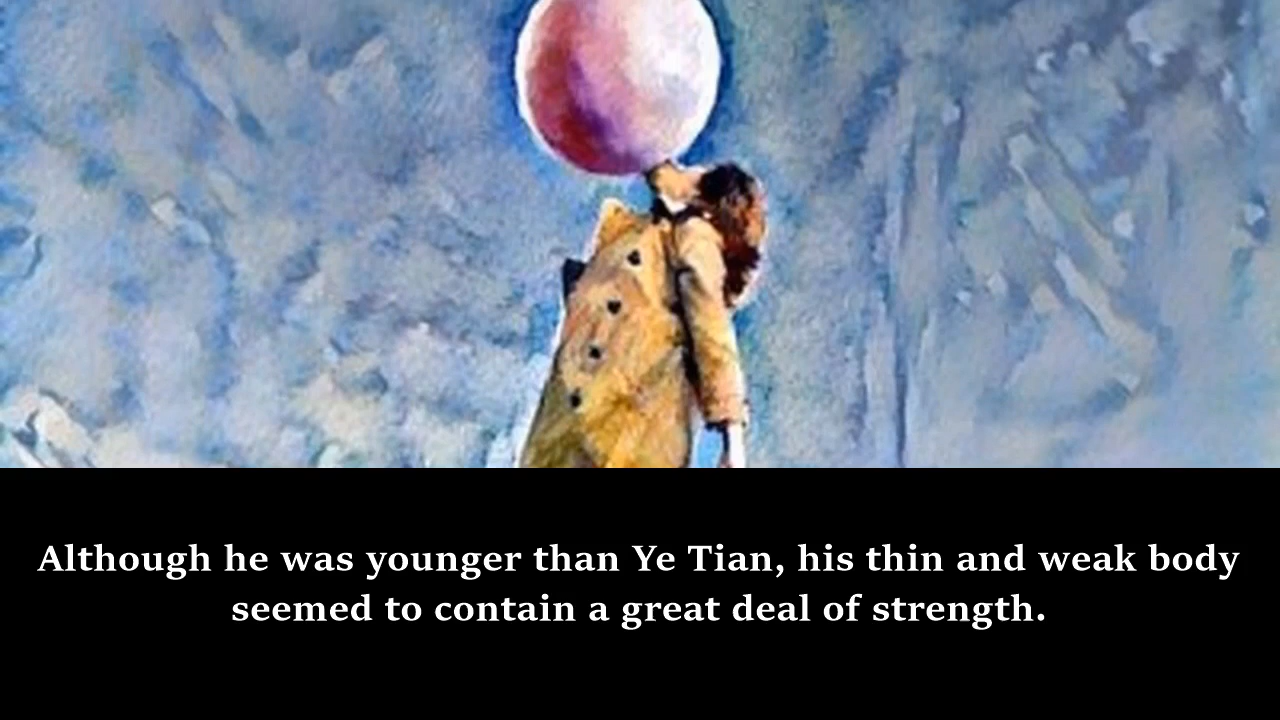 Although he was younger than Ye Tian, his thin and weak body
seemed to contain a great deal of strength.